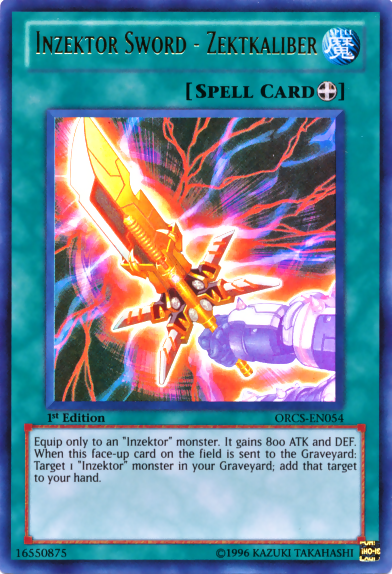 INZEKTOR SWORD - ZEKTKALIBER
SPELL
魔
[SPELL CARD]
1st Edition
ORCS-EN054
Equip only to an "Inzektor" monster. It gains 800 ATK and DEF.
When this face-up card on the field is sent to the Graveyard:
Target 1 "Inzektor" monster in your Graveyard; add that target
to your hand.
16550875
©1996 KAZUKI TAKAHASHI